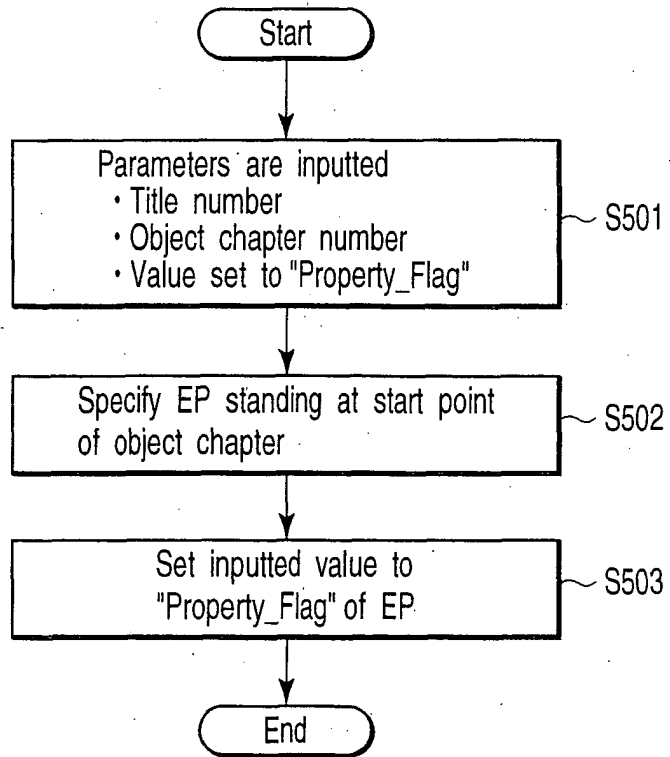 Start
Parameters are inputted
・Title number
・Object chapter number
・Value set to "Property_Flag"
S501
Specify EP standing at start point
of object chapter
S502
Set inputted value to
"Property_Flag" of EP
S503
End